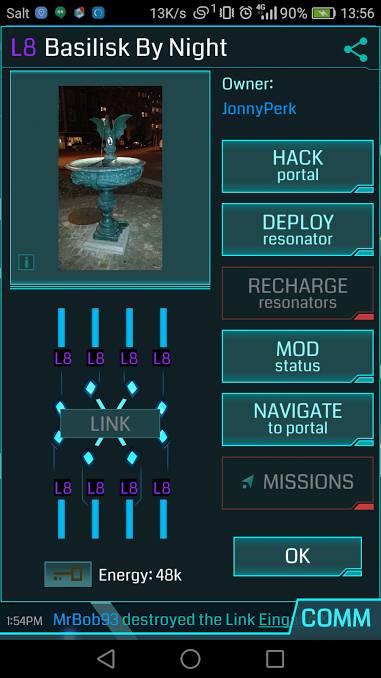 Salt 13K/s 1 4G 90% 13:56
L8 Basilisk By Night
Owner:
JonnyPerk
HACK
portal
DEPLOY
resonator
RECHARGE
resonators
MOD
status
NAVIGATE
to portal
MISSIONS
OK
L8 L8 L8 L8
LINK
L8 L8 L8 L8
Energy: 48k
1:54PM MrBob93 destroyed the Link Eing
COMM